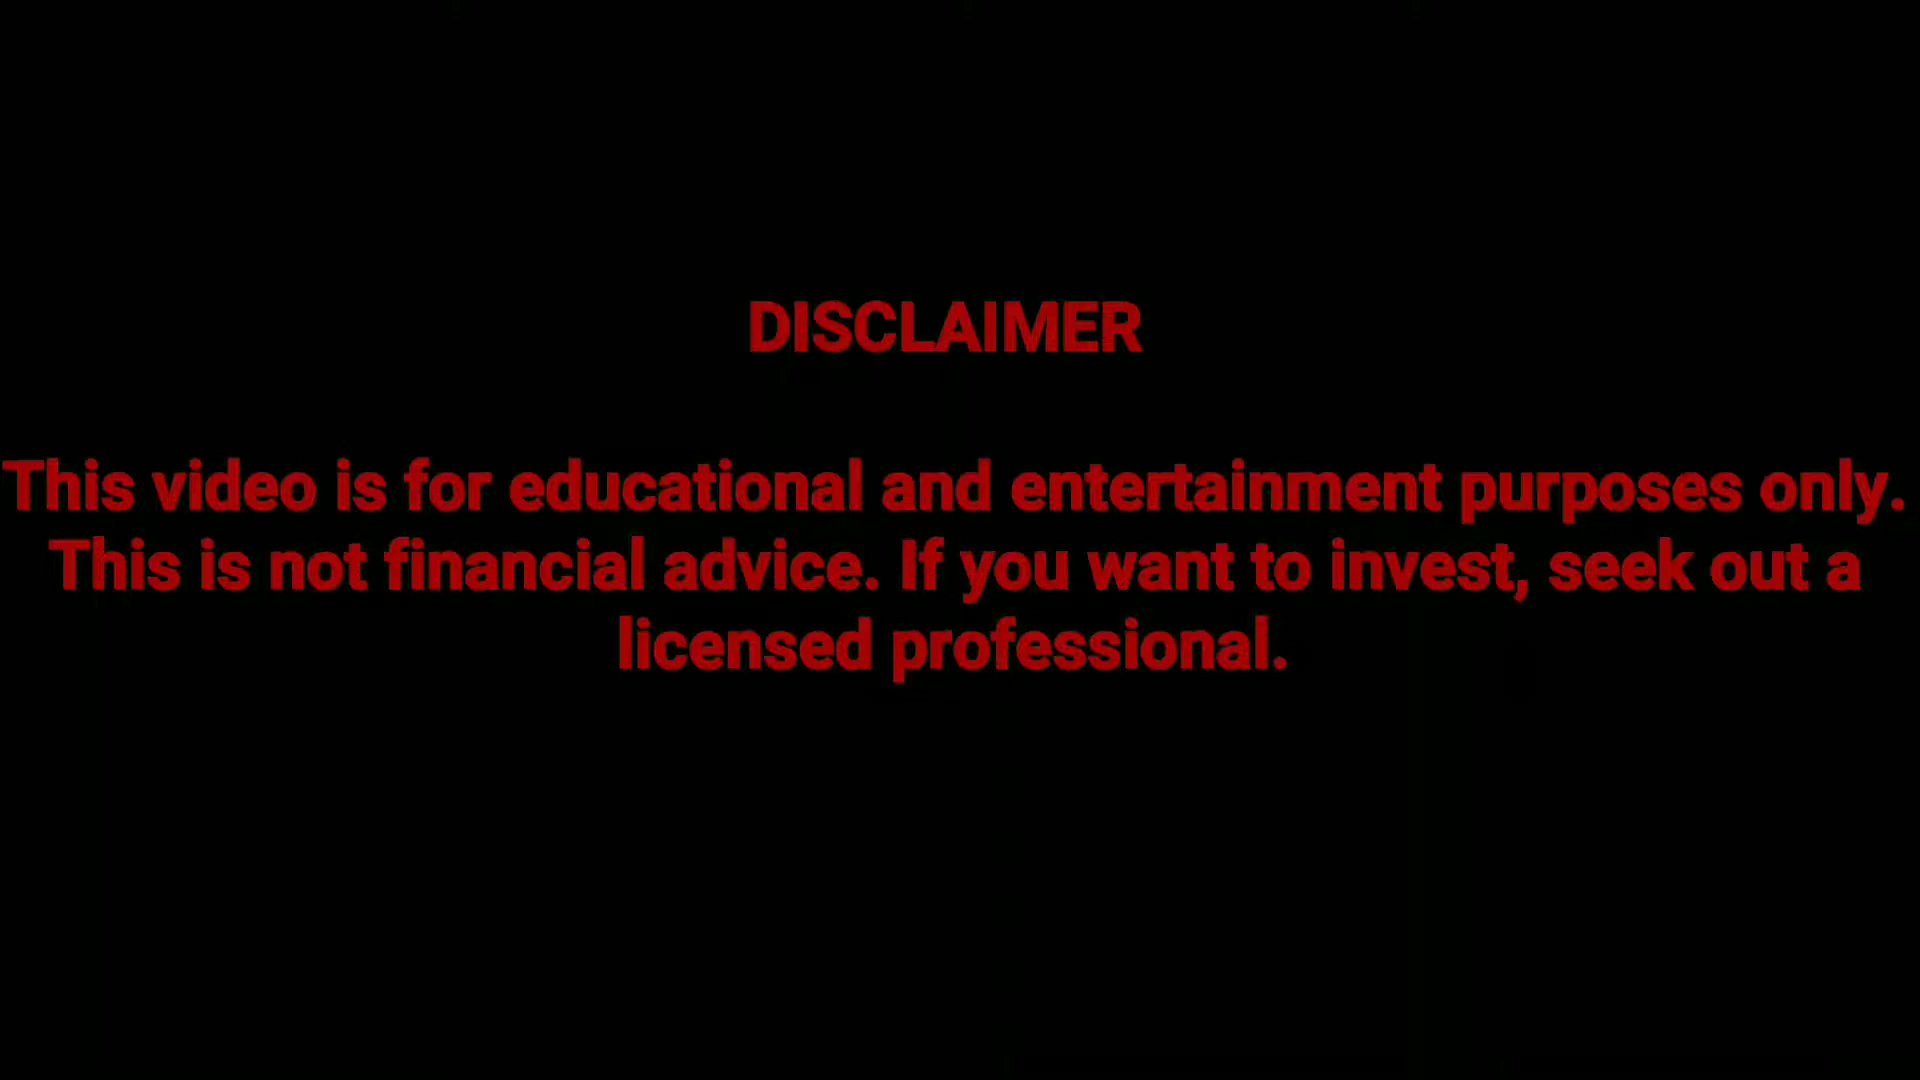 DISCLAIMER
This video is for educational and entertainment purposes only.
This is not financial advice. If you want to invest, seek out a
licensed professional.